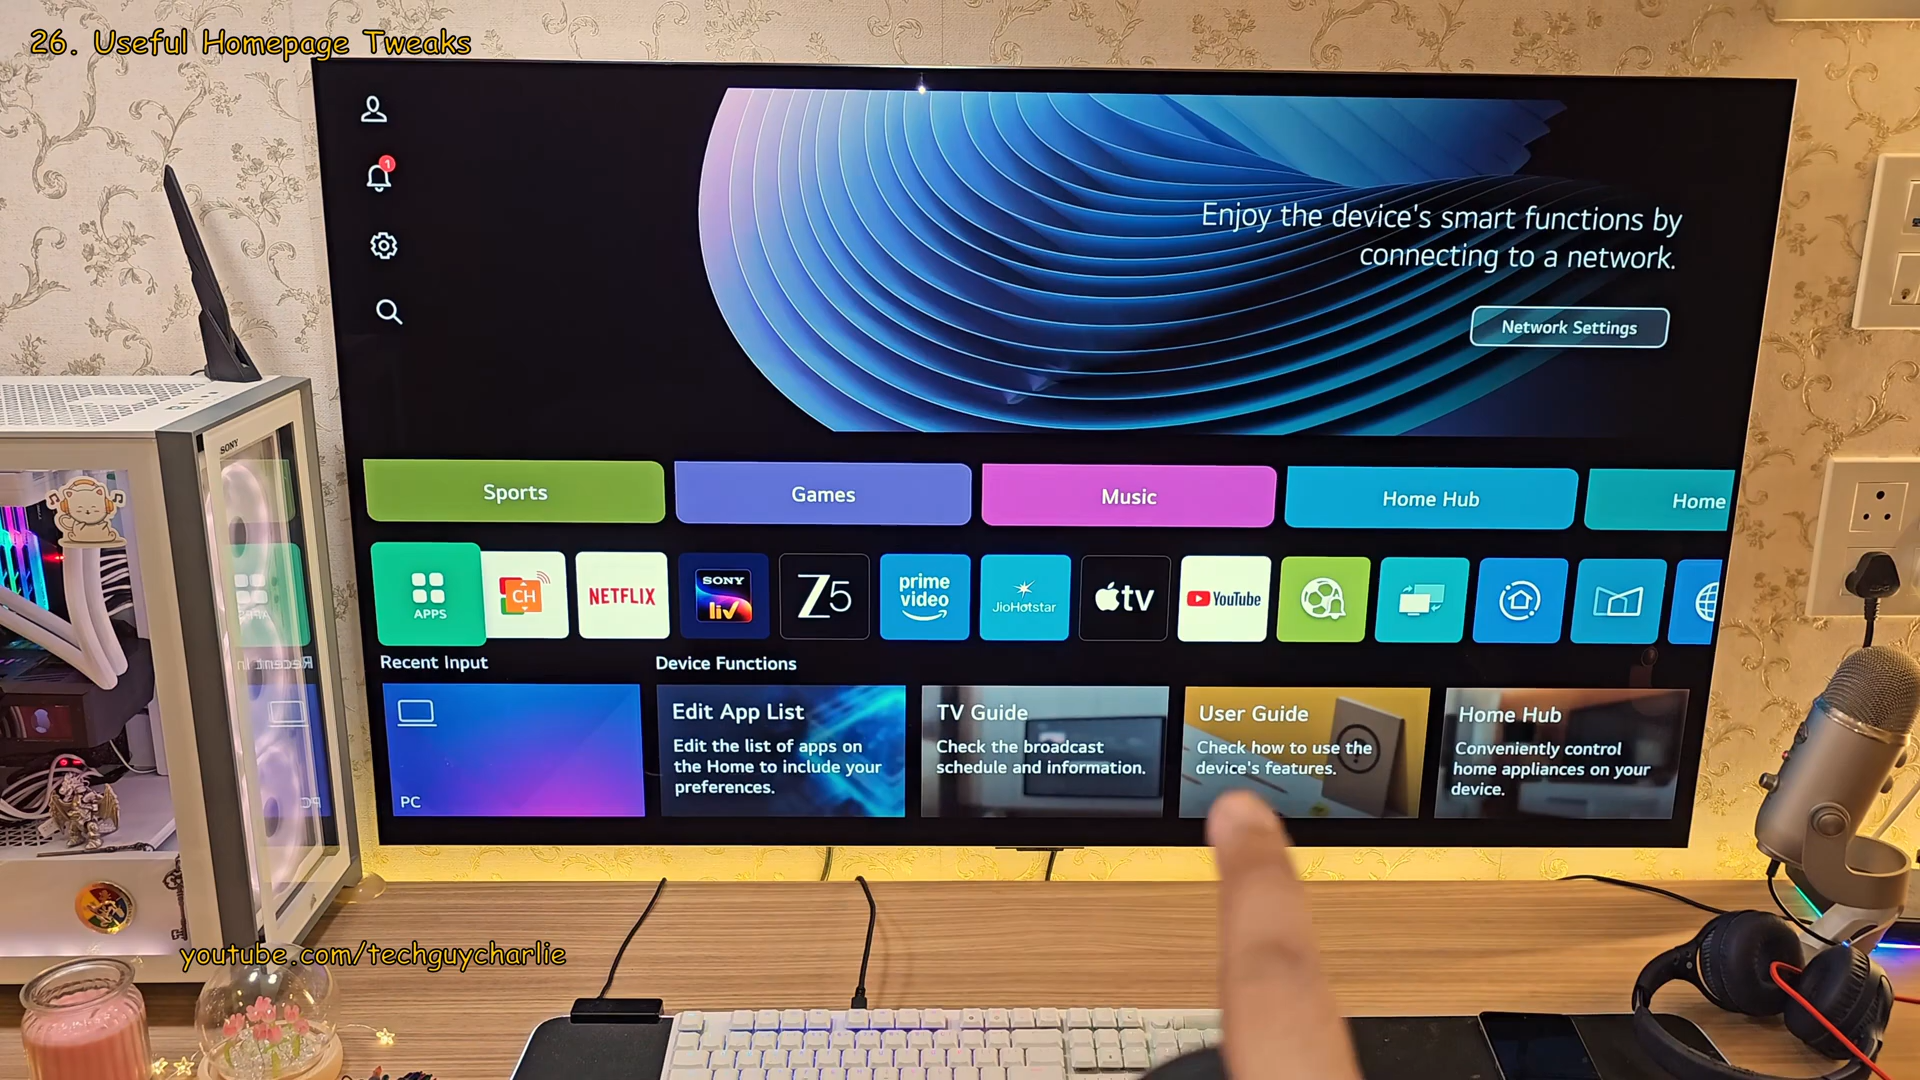 26. Useful Homepage Tweaks
1
Enjoy the device's smart functions by
connecting to a network.
Network Settings
Sports
Games
Music
Home Hub
Home
APPS
CH
NETFLIX
SONY
liv
Z5
prime
video
JioHotstar
tv
YouTube
Recent Input
Device Functions
PC
Edit App List
Edit the list of apps on
the Home to include your
preferences.
TV Guide
Check the broadcast
schedule and information.
User Guide
Check how to use the
device's features.
Home Hub
Conveniently control
home appliances on your
device.
SONY
youtube.com/techguycharlie